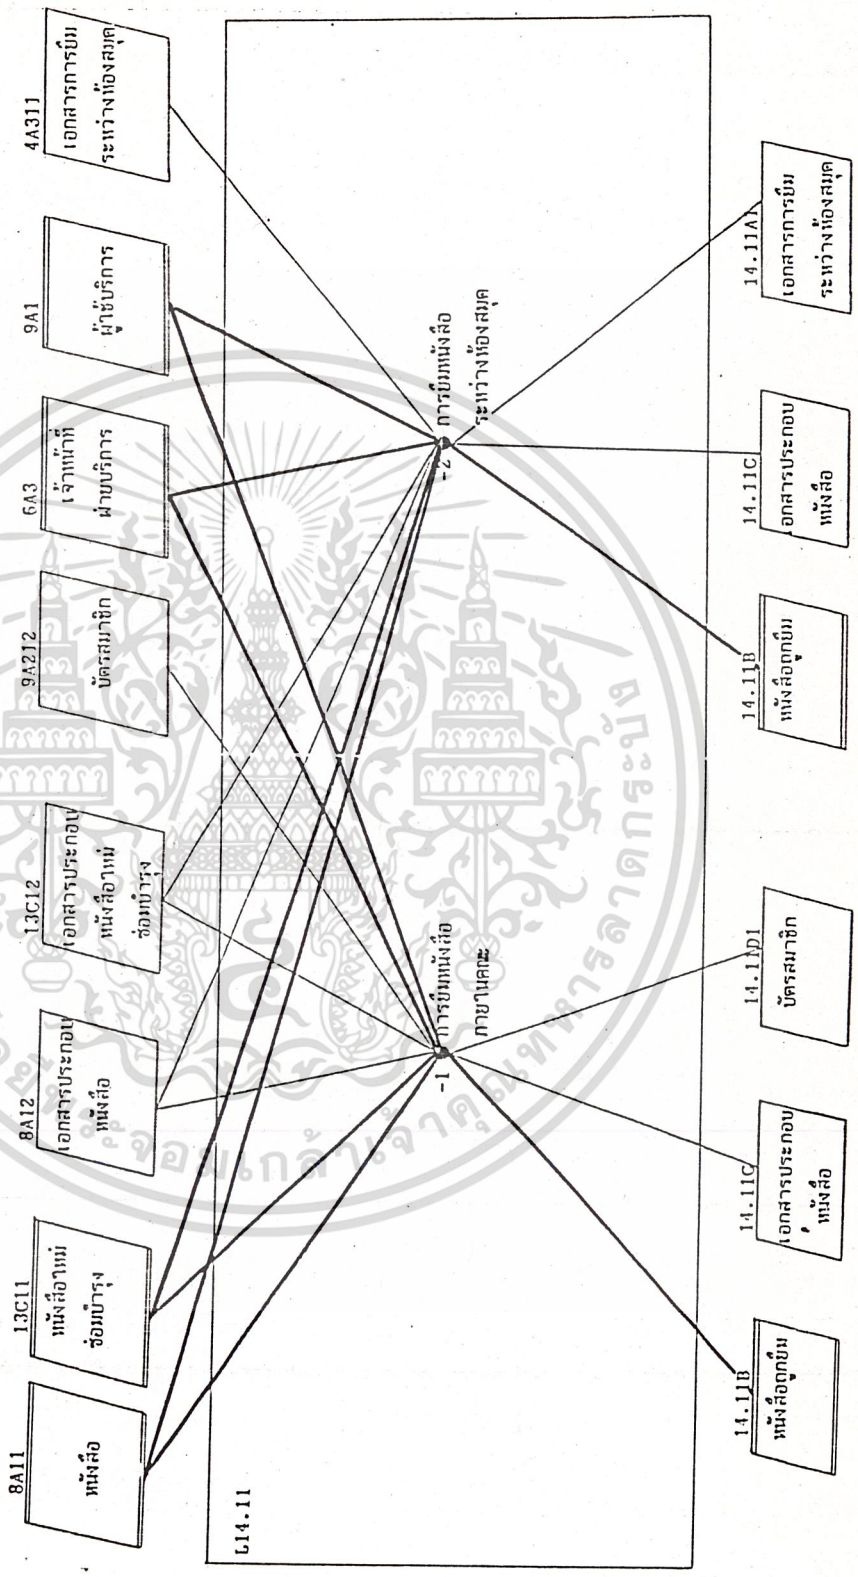 8A11
หนังสือ
13C11
หนังสือใหม่
ซ่อมบำรุง
8A12
เอกสารประกอบ
หนังสือ
13C12
เอกสารประกอบ
หนังสือใหม่
ซ่อมบำรุง
9A212
บัตรสมาชิก
6A3
เจ้าหน้าที่
ฝ่ายบริการ
9A1
ผู้ใช้บริการ
4A311
เอกสารการยืม
ระหว่างห้องสมุด
L14.11
-1
การยืมหนังสือ
ภายในคณะ
-2
การยืมหนังสือ
ระหว่างห้องสมุด
14.11B
หนังสือถูกยืม
14.11C
เอกสารประกอบ
หนังสือ
14.11D1
บัตรสมาชิก
14.11B
หนังสือถูกยืม
14.11C
เอกสารประกอบ
หนังสือ
14.11A1
เอกสารการยืม
ระหว่างห้องสมุด